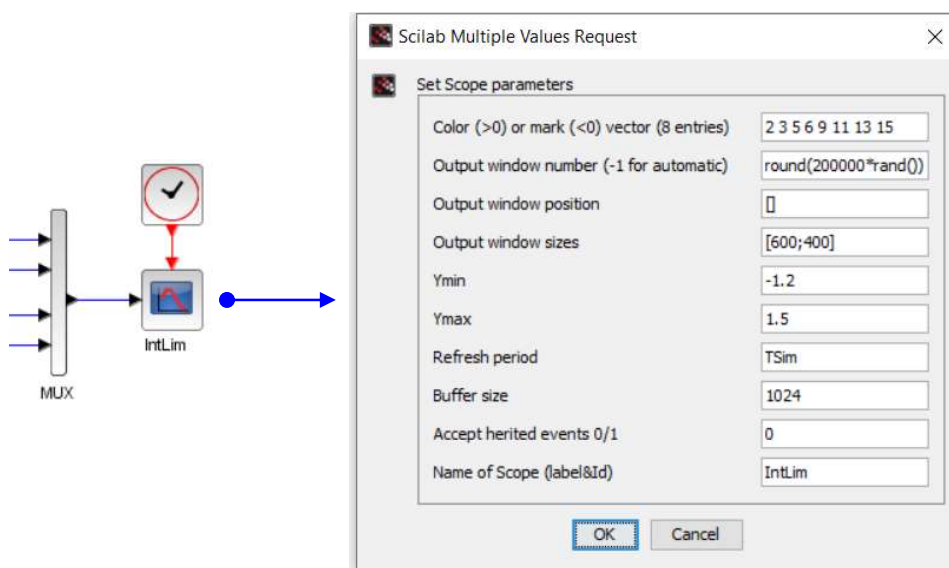 Scilab Multiple Values Request
Set Scope parameters
Color (>0) or mark (<0) vector (8 entries) 2 3 5 6 9 11 13 15
Output window number (-1 for automatic) round(200000*rand())
Output window position []
Output window sizes [600;400]
Ymin -1.2
Ymax 1.5
Refresh period TSim
Buffer size 1024
Accept herited events 0/1 0
Name of Scope (label&Id) IntLim
OK Cancel
IntLim
MUX